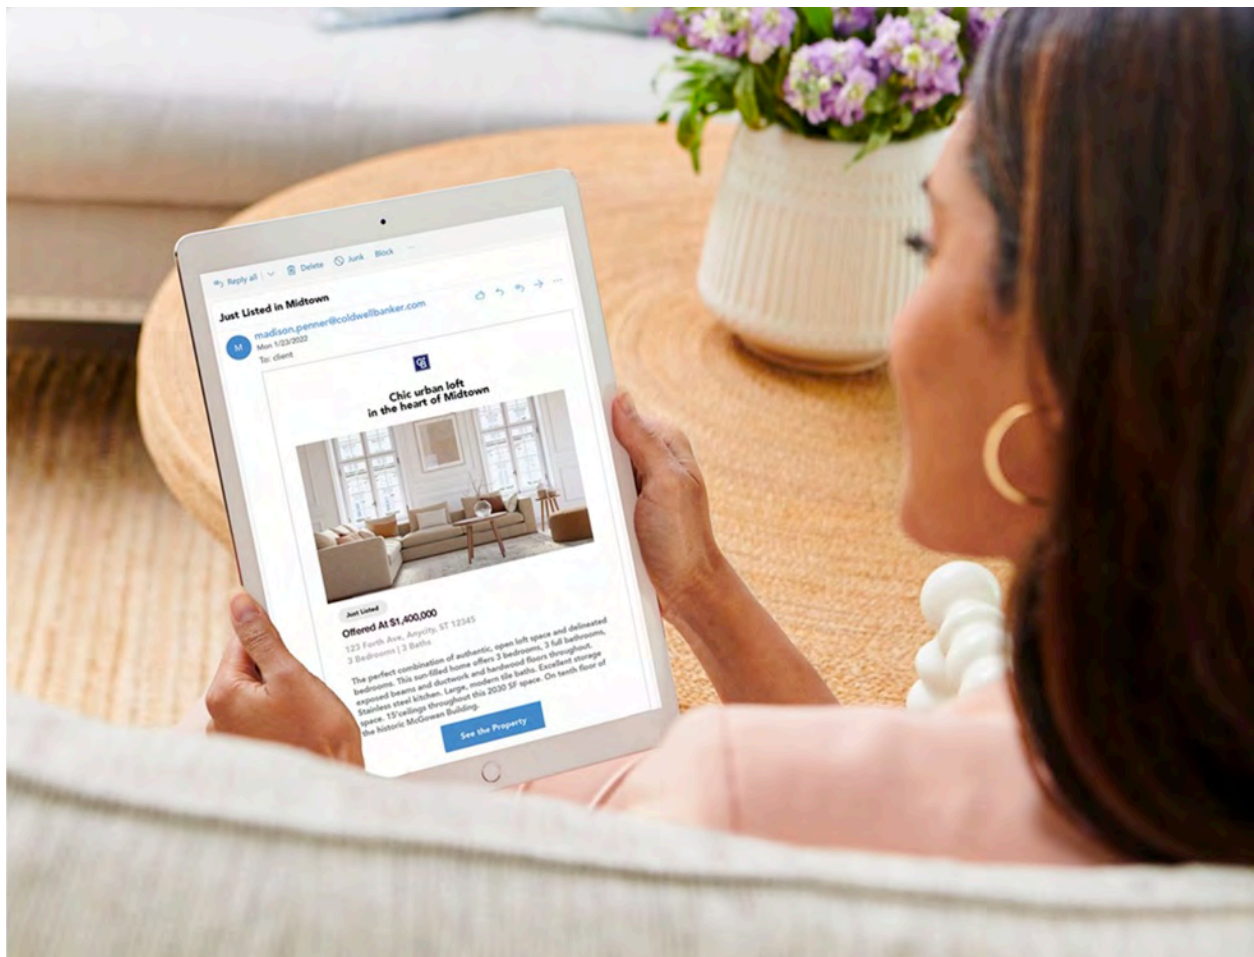 Reply all Delete Junk Block
Just Listed in Midtown
M
madison.penner@coldwellbanker.com
Mon 1/23/2022
To: client
CB
Chic urban loft
in the heart of Midtown
Just Listed
Offered At $1,400,000
123 Forth Ave, Anycity, ST 12345
3 Bedrooms | 3 Baths
The perfect combination of authentic, open loft space and delineated
bedrooms. This sun-filled home offers 3 bedrooms, 3 full bathrooms,
exposed beams and ductwork and hardwood floors throughout.
Stainless steel kitchen. Large, modern tile baths. Excellent storage
space. 15'ceilings throughout this 2030 SF space. On tenth floor of
the historic McGowan Building.
See the Property